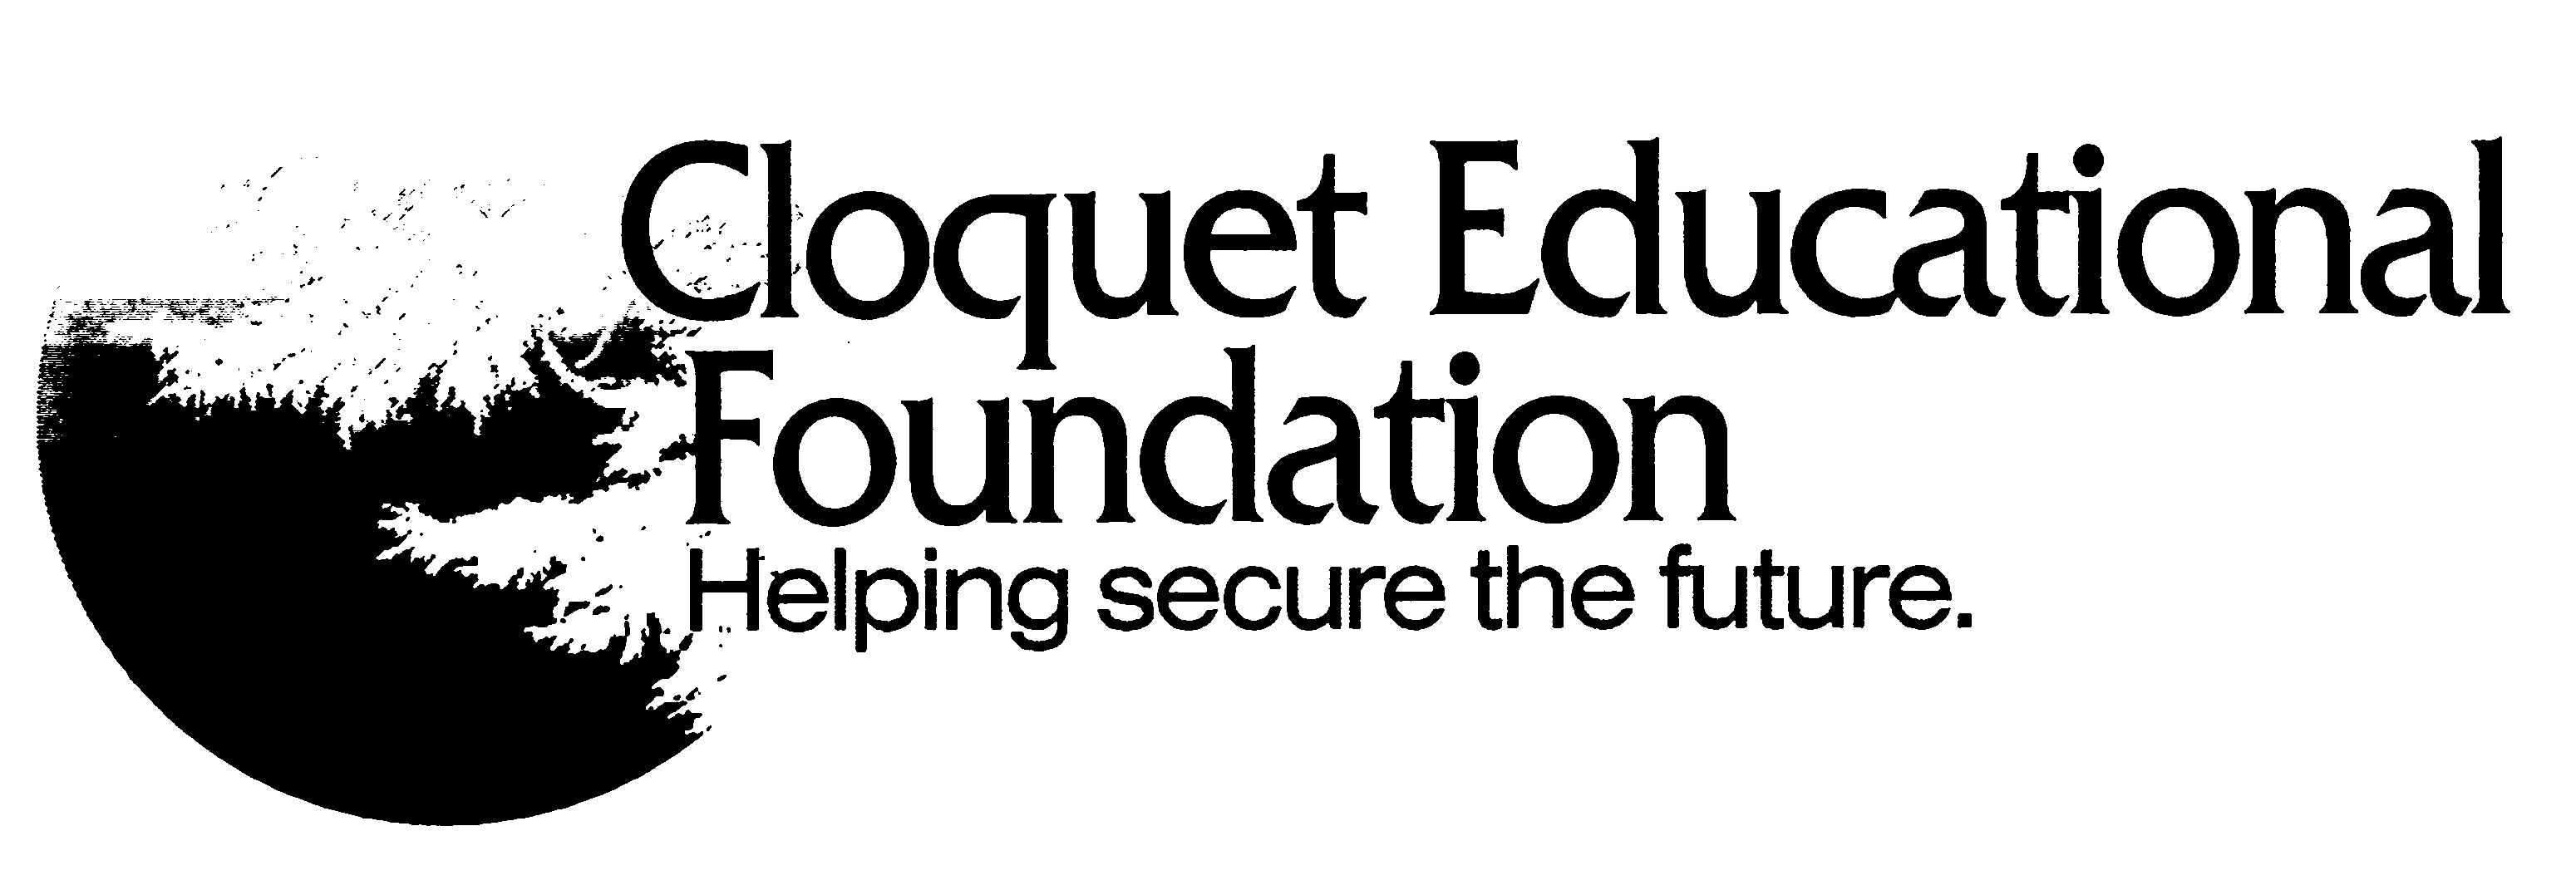 Cloquet Educational
Foundation
Helping secure the future.